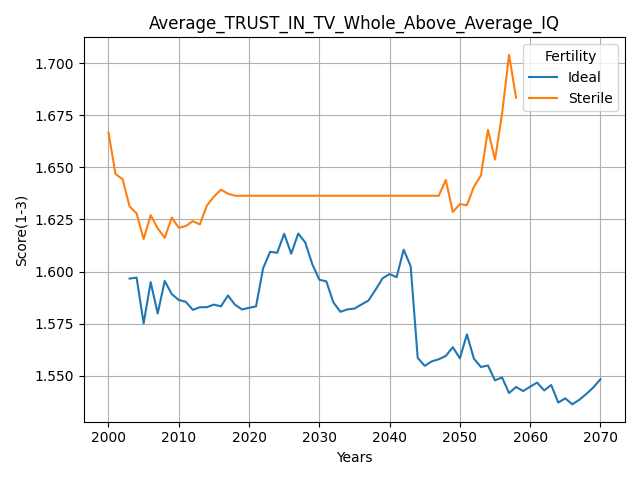 Average_TRUST_IN_TV_Whole_Above_Average_IQ
Fertility
Ideal
Sterile
Score(1-3)
1.700
1.675
1.650
1.625
1.600
1.575
1.550
2000 2010 2020 2030 2040 2050 2060 2070
Years